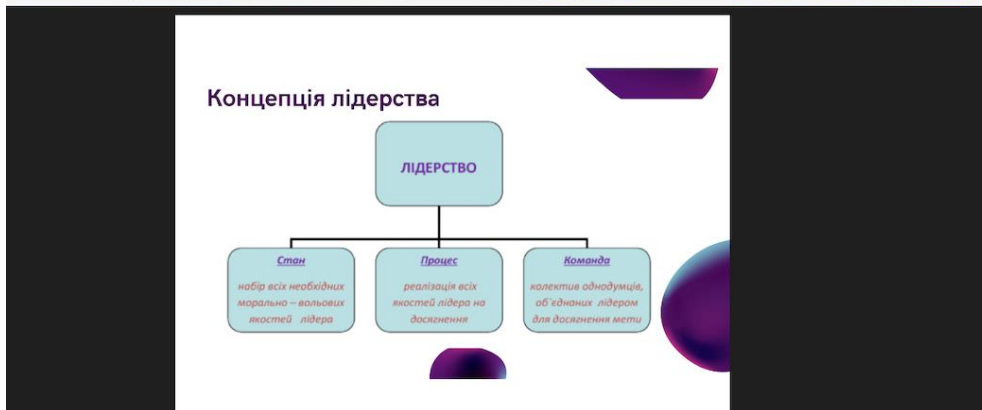 Концепція лідерства
ЛІДЕРСТВО
Стан
набір всіх необхідних
морально – вольових
якостей лідера
Процес
реалізація всіх
якостей лідера на
досягнення
Команда
колектив однодумців,
об`єднаних лідером
для досягнення мети